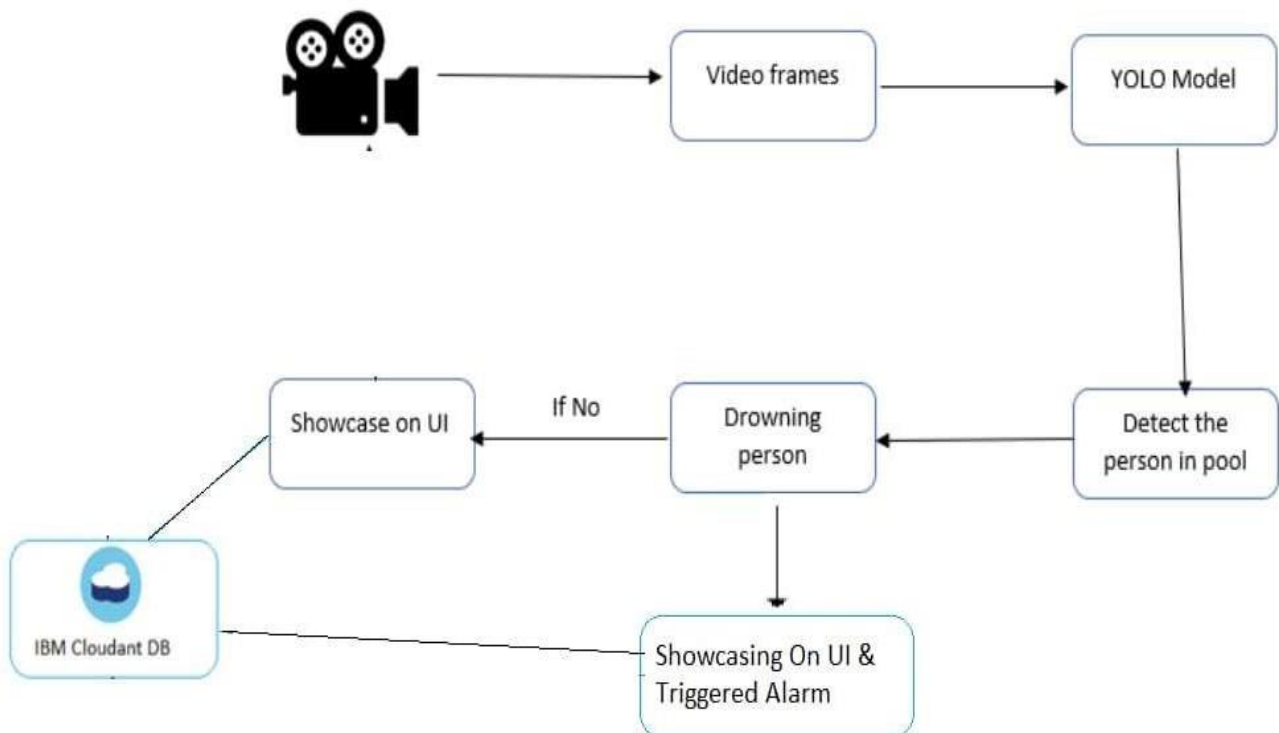 Video frames
YOLO Model
Showcase on UI
If No
Drowning
person
Detect the
person in pool
IBM Cloudant DB
Showcasing On UI &
Triggered Alarm